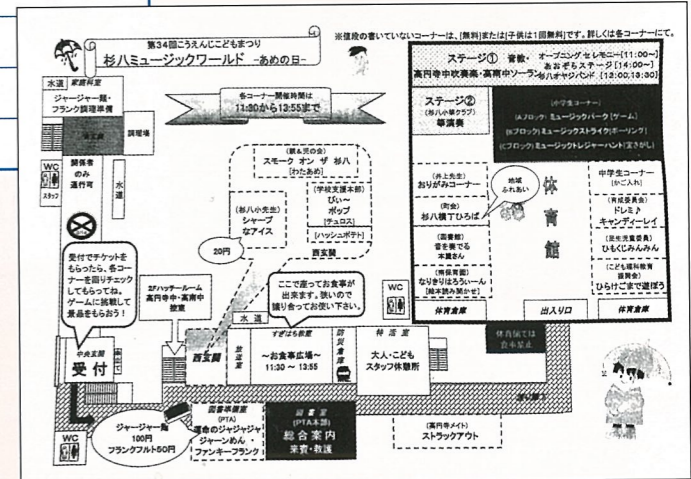 ※値段の書いていないコーナーは、[無料]または[子供は1回無料]です。詳しくは各コーナーにて。
第34回こうえんじこどもまつり
杉八ミュージックワールド -あめの日-
各コーナー開催時間は
11:30から13:55まで
ステージ① 音教・オープニングセレモニー[11:00~]
あおぞらステージ[14:00~]
高円寺中吹奏楽・高南中ソーラン 杉八オヤジバンド [12:00,13:30]
ステージ②
(杉八小箏クラブ)
箏演奏
(小学生コーナー)
(Aブロック)ミュージックパーク[ゲーム]
(Bブロック)ミュージックストライク[ボーリング]
(Cブロック)ミュージックトレジャーハント[宝さがし]
水道
家庭科室
ジャージャー麺・
フランク調理準備
調理場
WC
スタッフ
関係者
のみ
通行可
水道
(親&児の会)
スモーク オン ザ 杉八
[わたあめ]
(杉八小先生)
シャープ
なアイス
20円
(学校支援本部)
びぃ~
ポップ
[チュロス]
[ハッシュポテト]
西玄関
(井上先生)
おりがみコーナー
(町会)
杉八横丁ひろば
(図書館)
音を奏でる
本屋さん
(南保育園)
なりきりはろうぃーん
[絵本読み聞かせ]
地域
ふれあい
体育館
中学生コーナー
[かご入れ]
(育成委員会)
ドレミ♪
キャンディーレイ
(民生児童委員)
ひもくじみんみん
(こども理科教育
振興会)
ひらけごまで遊ぼう
体育倉庫
出入り口
体育倉庫
受付でチケットを
もらったら、各コー
ナーを回りチェック
してもらってね。
ゲームに挑戦して
景品をもらおう!
2Fハッチールーム
高円寺中・高南中
控室
ここで座ってお食事が
出来ます。狭いので
譲り合ってお使い下さい。
WC
水道
中央玄関
受付
西玄関
放送室
すぎはち教室
~お食事広場~
11:30 ~ 13:55
防災倉庫
特活室
大人・こども
スタッフ休憩所
体育館では
食事禁止
WC
ジャージャー麺
100円
フランクフルト50円
図書準備室
(PTA)
運命のジャジャジャ
ジャーンめん・
ファンキーフランク
図書室
(PTA本部)
総合案内
来賓・救護
(高円寺メイト)
ストラックアウト